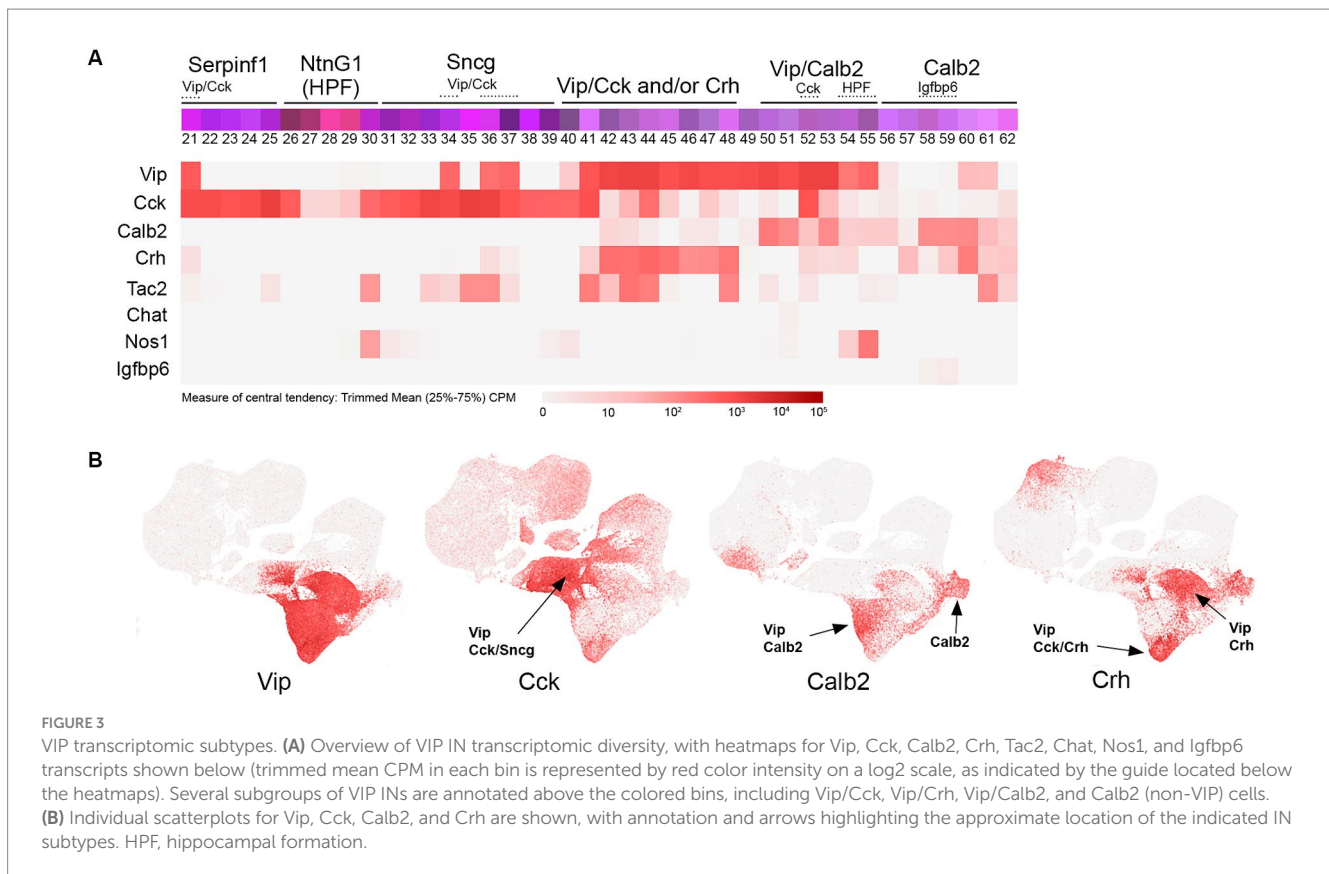 A
Serpinf1 NtnG1 Sncg Vip/Cck and/or Crh Vip/Calb2 Calb2
Vip/Cck (HPF) Vip/Cck Cck HPF Igfbp6
21 22 23 24 25 26 27 28 29 30 31 32 33 34 35 36 37 38 39 40 41 42 43 44 45 46 47 48 49 50 51 52 53 54 55 56 57 58 59 60 61 62
Vip
Cck
Calb2
Crh
Tac2
Chat
Nos1
Igfbp6
Measure of central tendency: Trimmed Mean (25%-75%) CPM 0 10 10² 10³ 10⁴ 10⁵
B
Vip
Cck/Sncg
Vip
Calb2
Calb2
Vip
Cck/Crh
Vip
Crh
Vip Cck Calb2 Crh
FIGURE 3
VIP transcriptomic subtypes. (A) Overview of VIP IN transcriptomic diversity, with heatmaps for Vip, Cck, Calb2, Crh, Tac2, Chat, Nos1, and Igfbp6
transcripts shown below (trimmed mean CPM in each bin is represented by red color intensity on a log2 scale, as indicated by the guide located below
the heatmaps). Several subgroups of VIP INs are annotated above the colored bins, including Vip/Cck, Vip/Crh, Vip/Calb2, and Calb2 (non-VIP) cells.
(B) Individual scatterplots for Vip, Cck, Calb2, and Crh are shown, with annotation and arrows highlighting the approximate location of the indicated IN
subtypes. HPF, hippocampal formation.